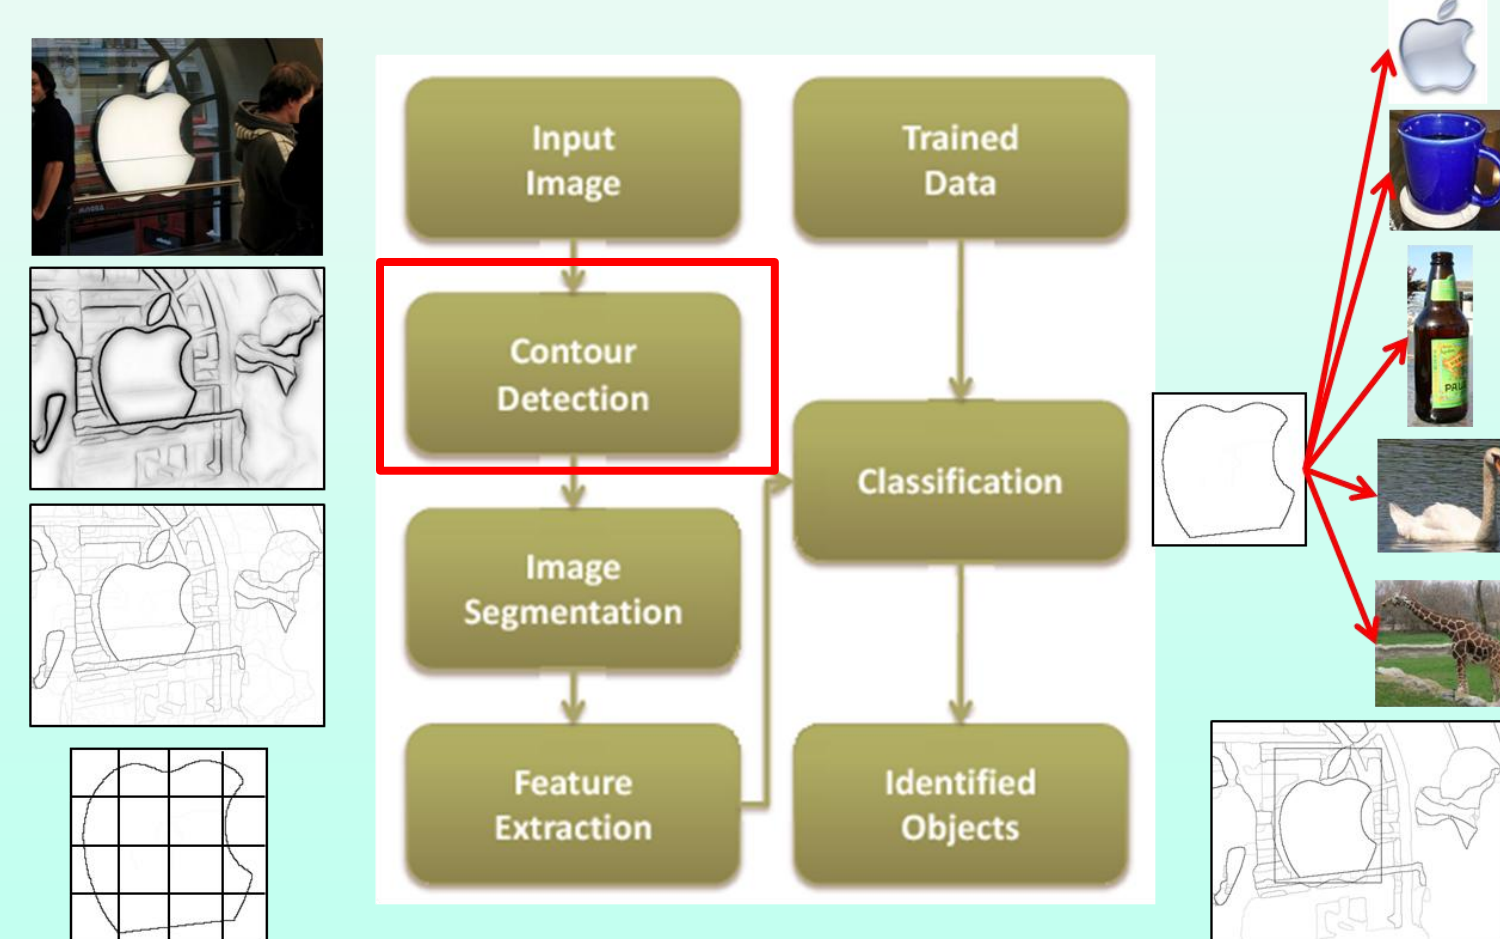 Input
Image
Trained
Data
Contour
Detection
Classification
Image
Segmentation
Feature
Extraction
Identified
Objects